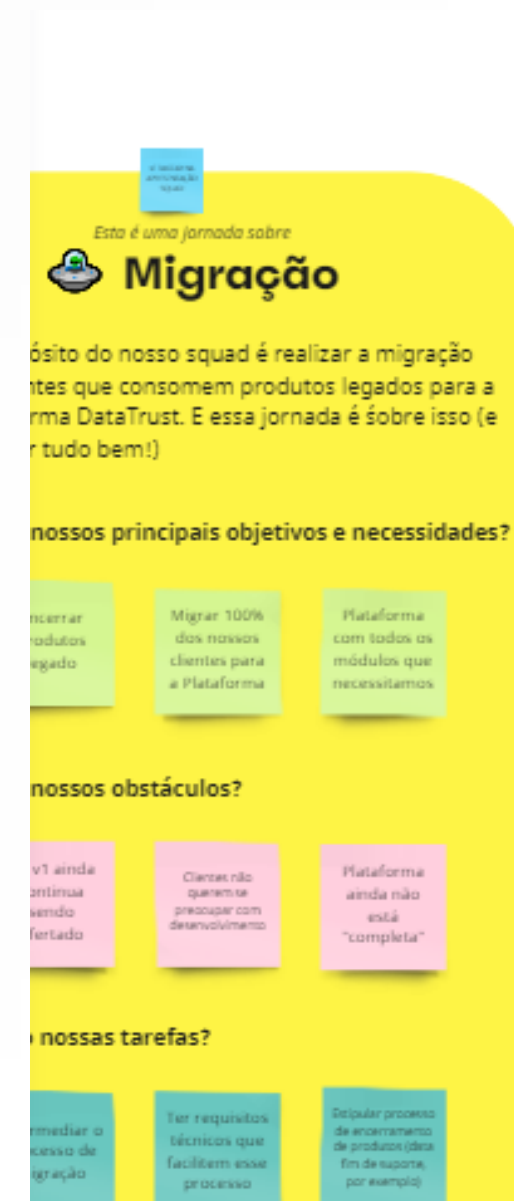 Esta é uma jornada sobre
Migração
ósito do nosso squad é realizar a migração
ntes que consomem produtos legados para a
rma DataTrust. E essa jornada é sobre isso (e
r tudo bem!)
nossos principais objetivos e necessidades?
ncerrar
rodutos
egado
Migrar 100%
dos nossos
clientes para
a Plataforma
Plataforma
com todos os
módulos que
necessitamos
nossos obstáculos?
v1 ainda
ontinua
sendo
fertado
Clientes não
querem se
preocupar com
desenvolvimento
Plataforma
ainda não
está
"completa"
o nossas tarefas?
rmediar o
cesso de
igração
Ter requisitos
técnicos que
facilitem esse
processo
Estipular processo
de encerramento
de produtos (data
fim de suporte,
por exemplo)